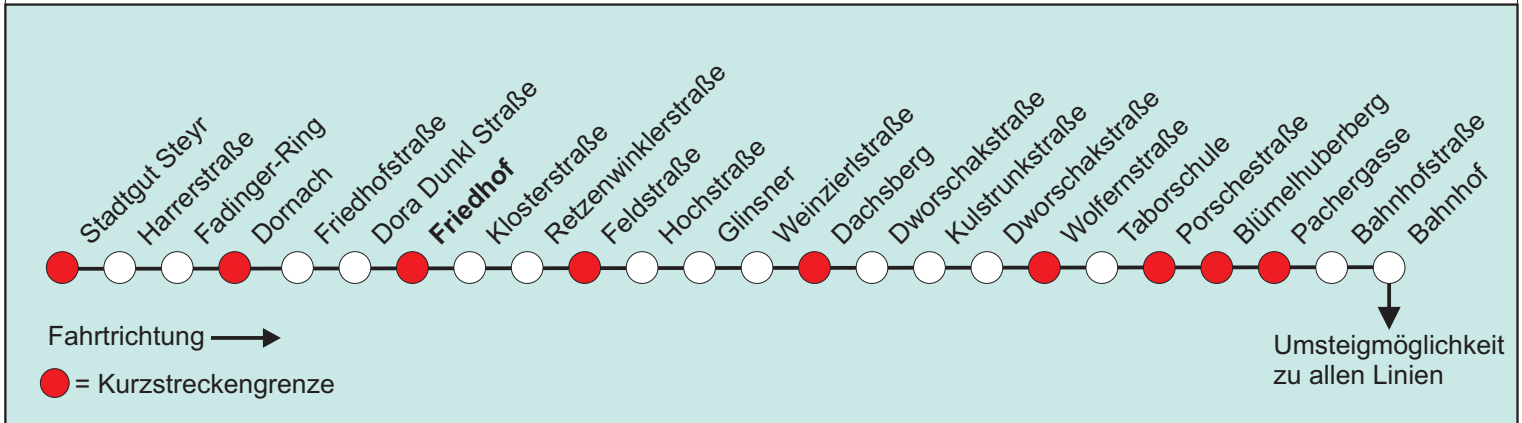 Stadtgut Steyr
Harrerstraße
Fadinger-Ring
Dornach
Friedhofstraße
Dora Dunkl Straße
Friedhof
Klosterstraße
Retzenwinklerstraße
Feldstraße
Hochstraße
Glinsner
Weinzierlstraße
Dachsberg
Dworschakstraße
Kulstrunkstraße
Dworschakstraße
Wolfernstraße
Taborschule
Porschestraße
Blümelhuberberg
Pachergasse
Bahnhofstraße
Bahnhof
Fahrtrichtung
= Kurzstreckengrenze
Umsteigmöglichkeit
zu allen Linien